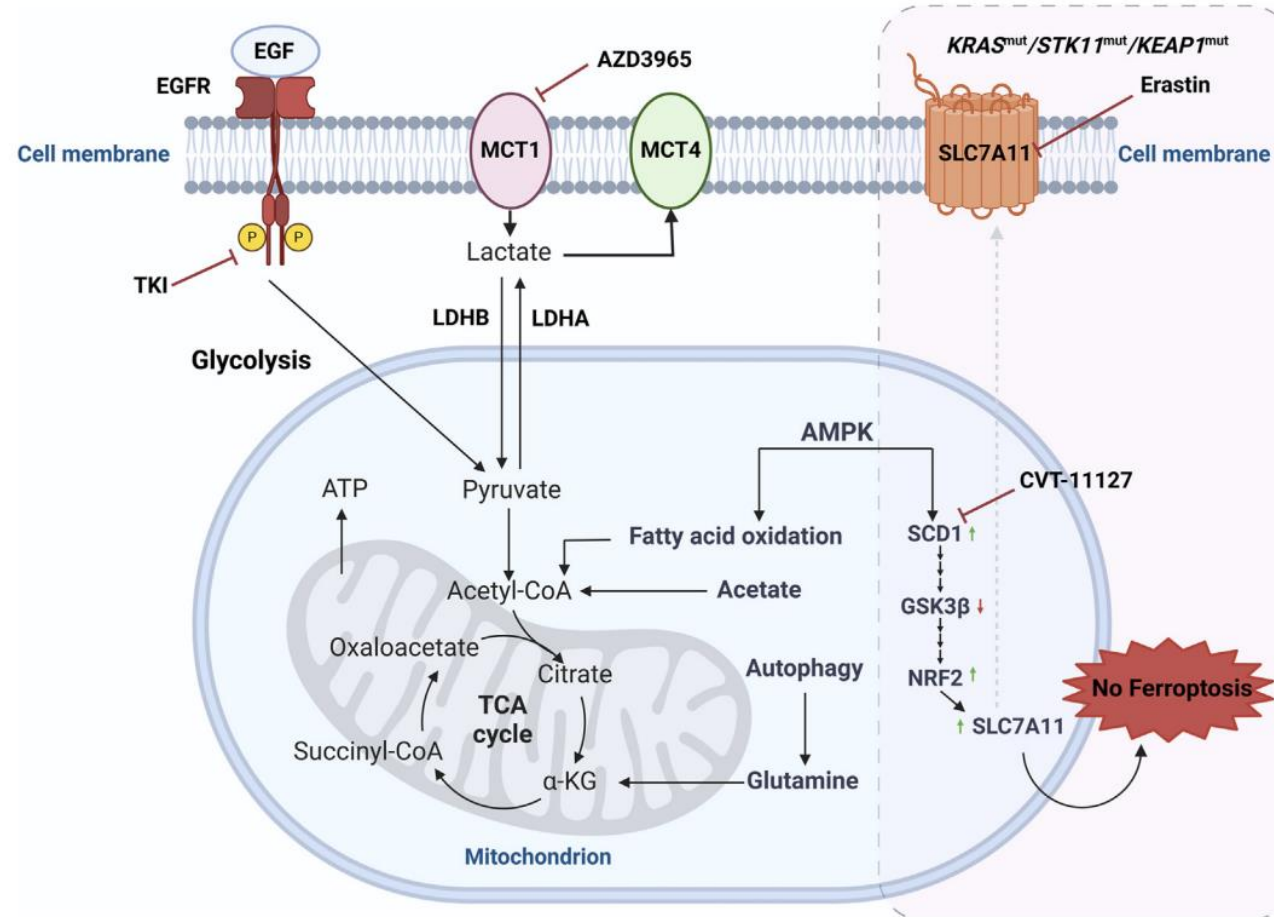 EGF
EGFR
Cell membrane
TKI
P
P
AZD3965
MCT1
MCT4
KRASmut/STK11mut/KEAP1mut
Erastin
SLC7A11
Cell membrane
Lactate
LDHB
LDHA
Glycolysis
AMPK
ATP
Pyruvate
CVT-11127
Fatty acid oxidation
SCD1
Acetyl-CoA
Acetate
GSK3β
Oxaloacetate
Citrate
Autophagy
NRF2
No Ferroptosis
TCA
cycle
SLC7A11
Succinyl-CoA
α-KG
Glutamine
Mitochondrion